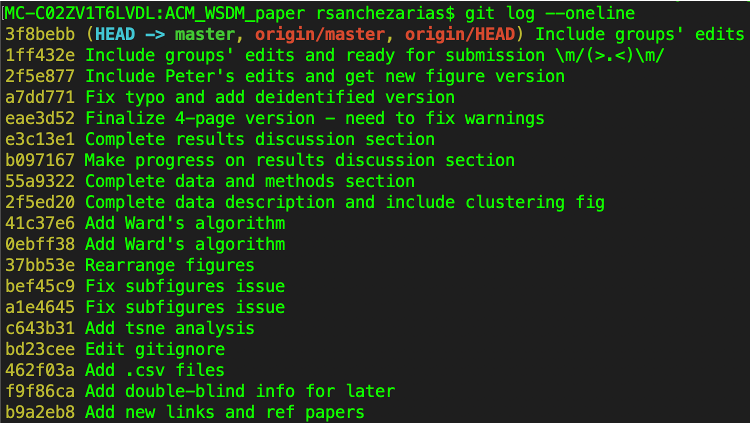 MC-C02ZV1T6LVDL:ACM_WSDM_paper rsanchezarias$ git log --oneline
3f8bebb (HEAD -> master, origin/master, origin/HEAD) Include groups' edits
1ff432e Include groups' edits and ready for submission \m/(>.<)\m/
2f5e877 Include Peter's edits and get new figure version
a7dd771 Fix typo and add deidentified version
eae3d52 Finalize 4-page version - need to fix warnings
e3c13e1 Complete results discussion section
b097167 Make progress on results discussion section
55a9322 Complete data and methods section
2f5ed20 Complete data description and include clustering fig
41c37e6 Add Ward's algorithm
0ebff38 Add Ward's algorithm
37bb53e Rearrange figures
bef45c9 Fix subfigures issue
a1e4645 Fix subfigures issue
c643b31 Add tsne analysis
bd23cee Edit gitignore
462f03a Add .csv files
f9f86ca Add double-blind info for later
b9a2eb8 Add new links and ref papers